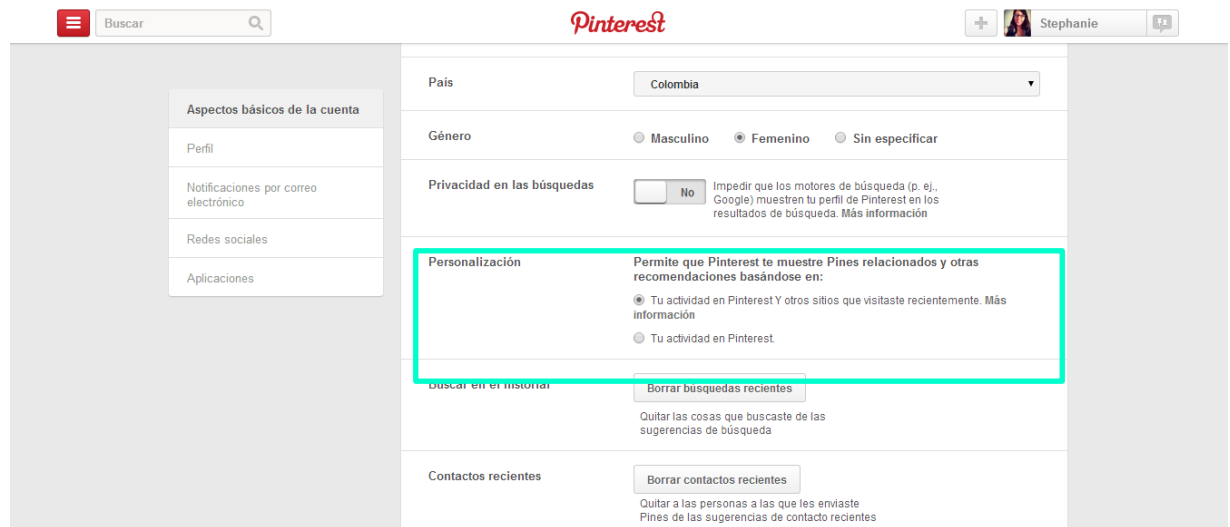 Buscar
Pinterest
Stephanie
Aspectos básicos de la cuenta
Perfil
Notificaciones por correo
electrónico
Redes sociales
Aplicaciones
País
Colombia
Género
Masculino
Femenino
Sin especificar
Privacidad en las búsquedas
No
Impedir que los motores de búsqueda (p. ej.,
Google) muestren tu perfil de Pinterest en los
resultados de búsqueda. Más información
Personalización
Permite que Pinterest te muestre Pines relacionados y otras
recomendaciones basándose en:
Tu actividad en Pinterest Y otros sitios que visitaste recientemente. Más
información
Tu actividad en Pinterest.
Buscar en el historial
Borrar búsquedas recientes
Quitar las cosas que buscaste de las
sugerencias de búsqueda
Contactos recientes
Borrar contactos recientes
Quitar a las personas a las que les enviaste
Pines de las sugerencias de contacto recientes